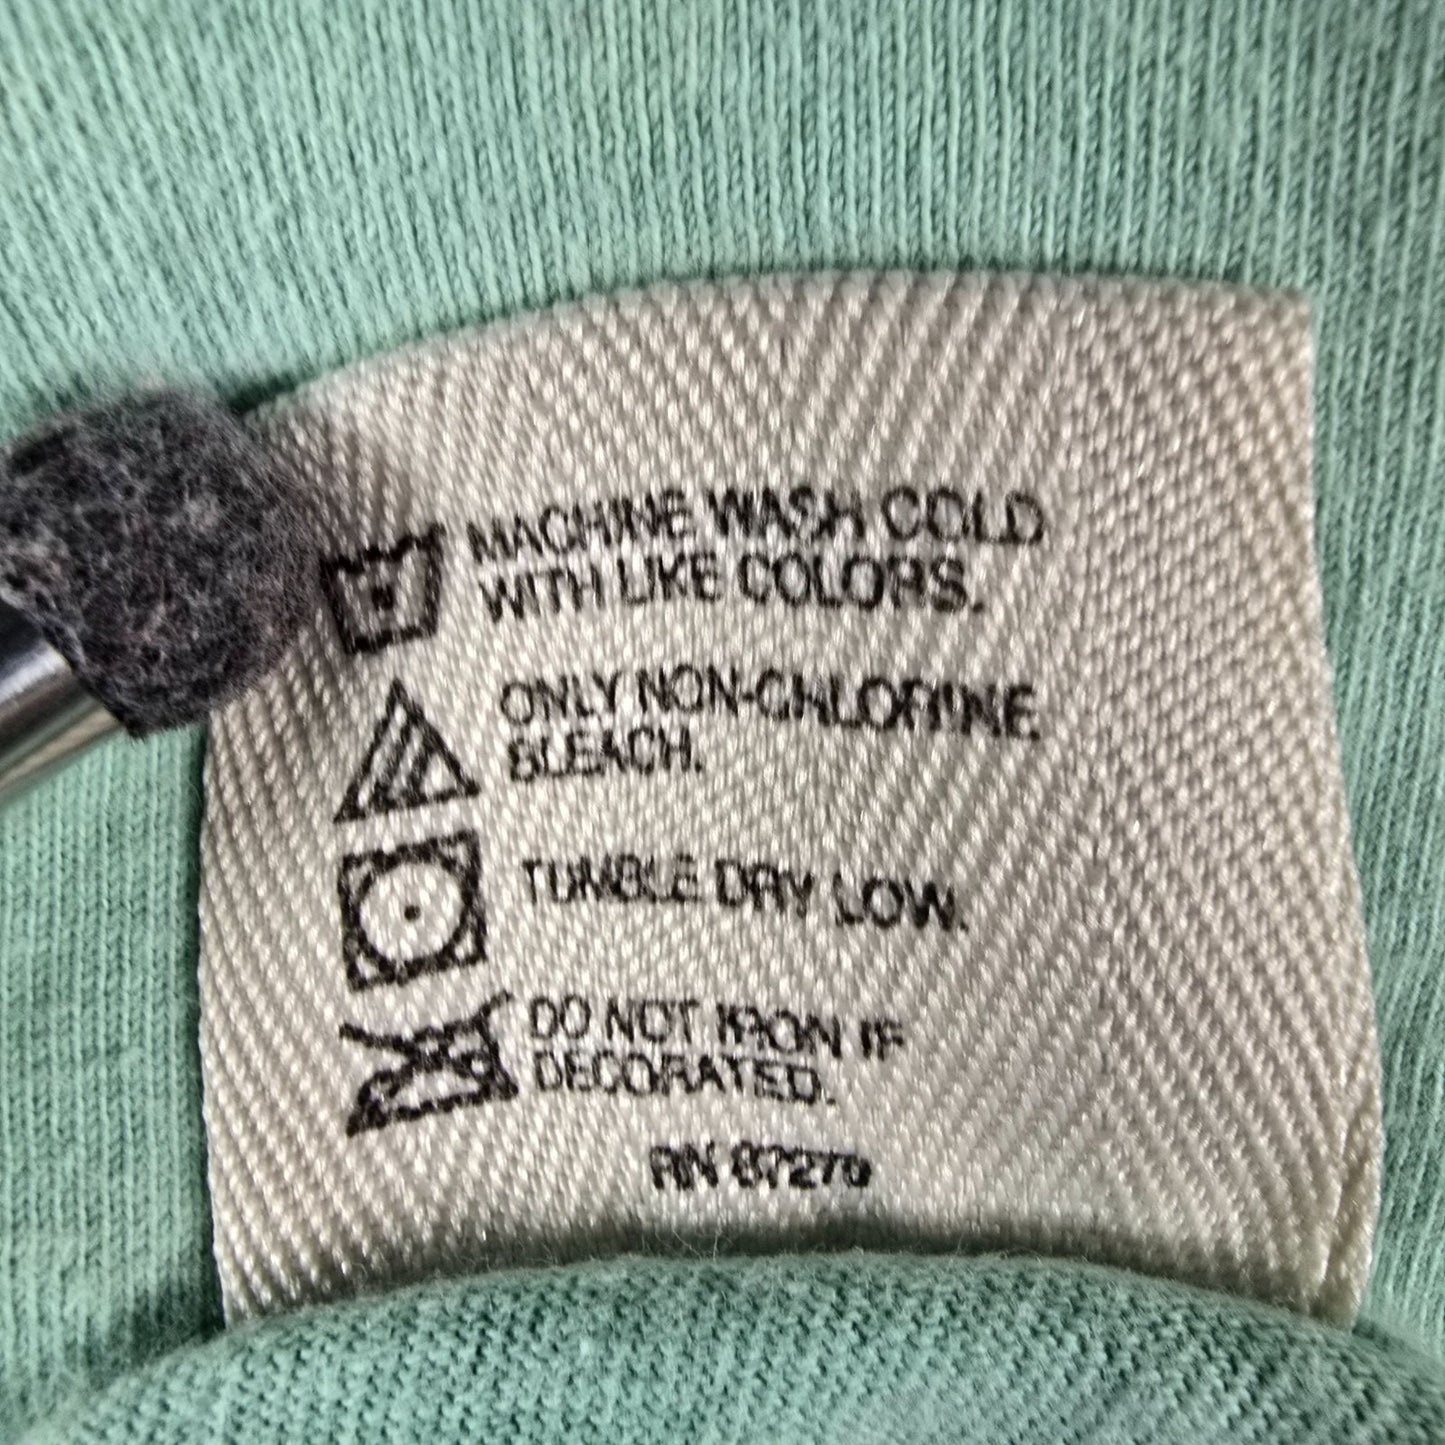 MACHINE WASH COLD
WITH LIKE COLORS.
ONLY NON-CHLORINE
BLEACH.
TUMBLE DRY LOW.
DO NOT IRON IF
DECORATED.
RN